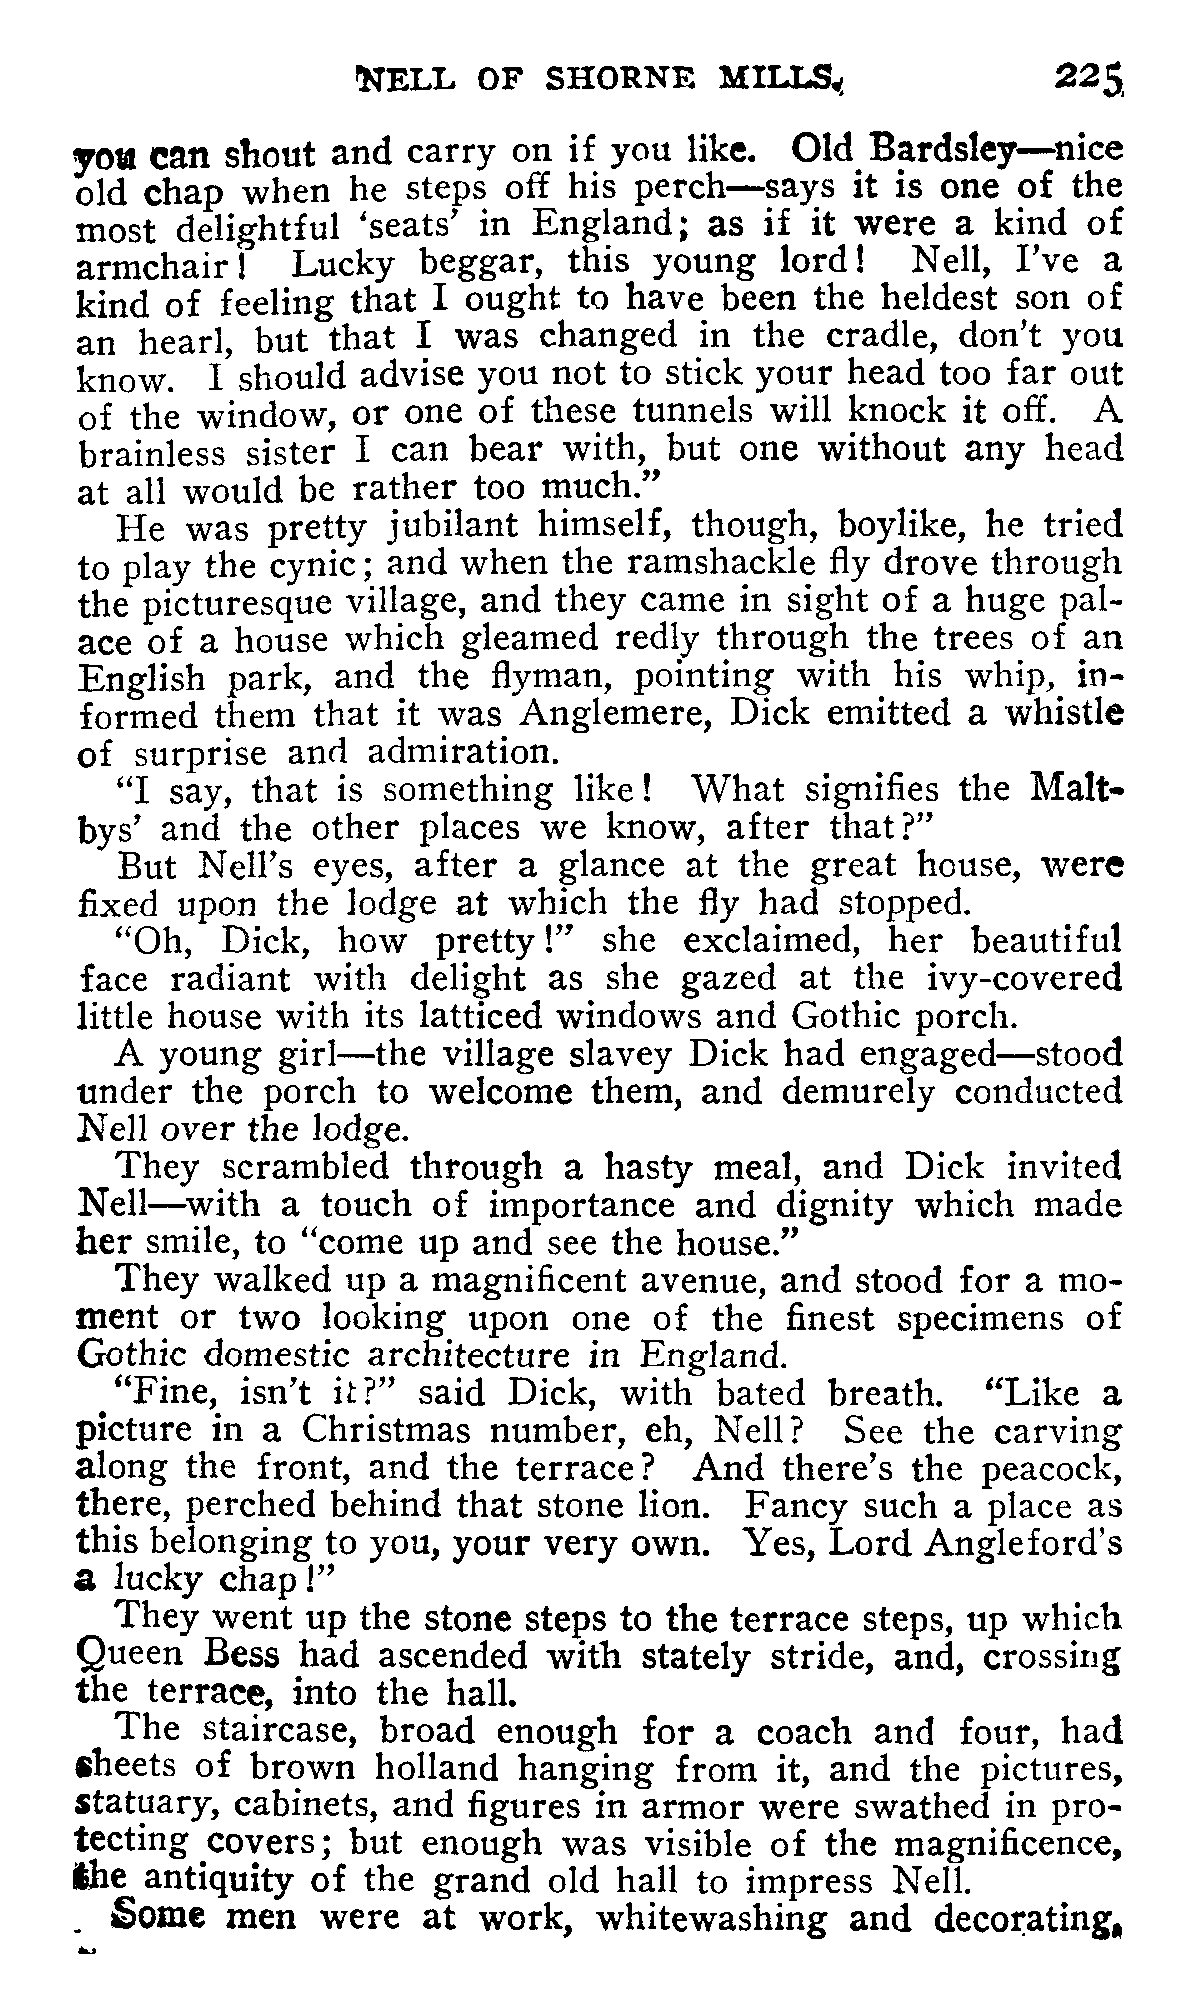 NELL OF SHORNE MILLS. 225
you can shout and carry on if you like. Old Bardsley—nice
old chap when he steps off his perch—says it is one of the
most delightful ‘seats’ in England; as if it were a kind of
armchair! Lucky beggar, this young lord! Nell, I’ve a
kind of feeling that I ought to have been the heldest son of
an hearl, but that I was changed in the cradle, don’t you
know. I should advise you not to stick your head too far out
of the window, or one of these tunnels will knock it off. A
brainless sister I can bear with, but one without any head
at all would be rather too much.”
He was pretty jubilant himself, though, boylike, he tried
to play the cynic; and when the ramshackle fly drove through
the picturesque village, and they came in sight of a huge pal-
ace of a house which gleamed redly through the trees of an
English park, and the flyman, pointing with his whip, in-
formed them that it was Anglemere, Dick emitted a whistle
of surprise and admiration.
“I say, that is something like! What signifies the Malt-
bys’ and the other places we know, after that?”
But Nell’s eyes, after a glance at the great house, were
fixed upon the lodge at which the fly had stopped.
“Oh, Dick, how pretty!” she exclaimed, her beautiful
face radiant with delight as she gazed at the ivy-covered
little house with its latticed windows and Gothic porch.
A young girl—the village slavey Dick had engaged—stood
under the porch to welcome them, and demurely conducted
Nell over the lodge.
They scrambled through a hasty meal, and Dick invited
Nell—with a touch of importance and dignity which made
her smile, to “come up and see the house.”
They walked up a magnificent avenue, and stood for a mo-
ment or two looking upon one of the finest specimens of
Gothic domestic architecture in England.
“Fine, isn’t it?” said Dick, with bated breath. “Like a
picture in a Christmas number, eh, Nell? See the carving
along the front, and the terrace? And there’s the peacock,
there, perched behind that stone lion. Fancy such a place as
this belonging to you, your very own. Yes, Lord Angleford’s
a lucky chap!”
They went up the stone steps to the terrace steps, up which
Queen Bess had ascended with stately stride, and, crossing
the terrace, into the hall.
The staircase, broad enough for a coach and four, had
sheets of brown holland hanging from it, and the pictures,
statuary, cabinets, and figures in armor were swathed in pro-
tecting covers; but enough was visible of the magnificence,
the antiquity of the grand old hall to impress Nell.
Some men were at work, whitewashing and decorating,